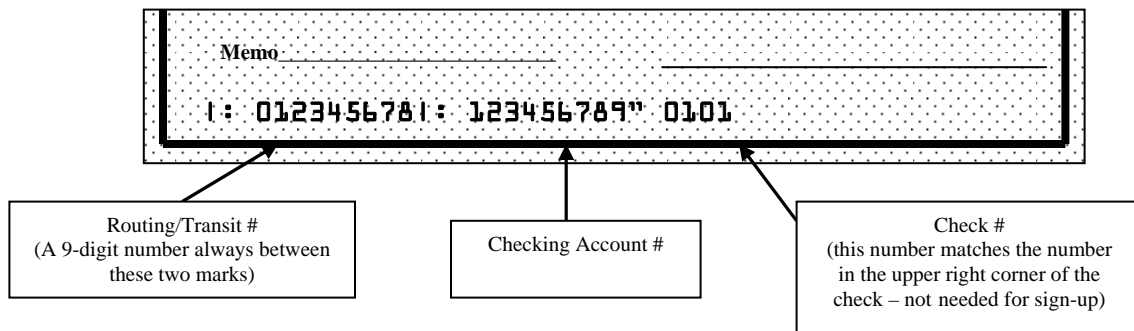 Memo
|: 012345678|: 123456789" 0101
Routing/Transit #
(A 9-digit number always between
these two marks)
Checking Account #
Check #
(this number matches the number
in the upper right corner of the
check – not needed for sign-up)